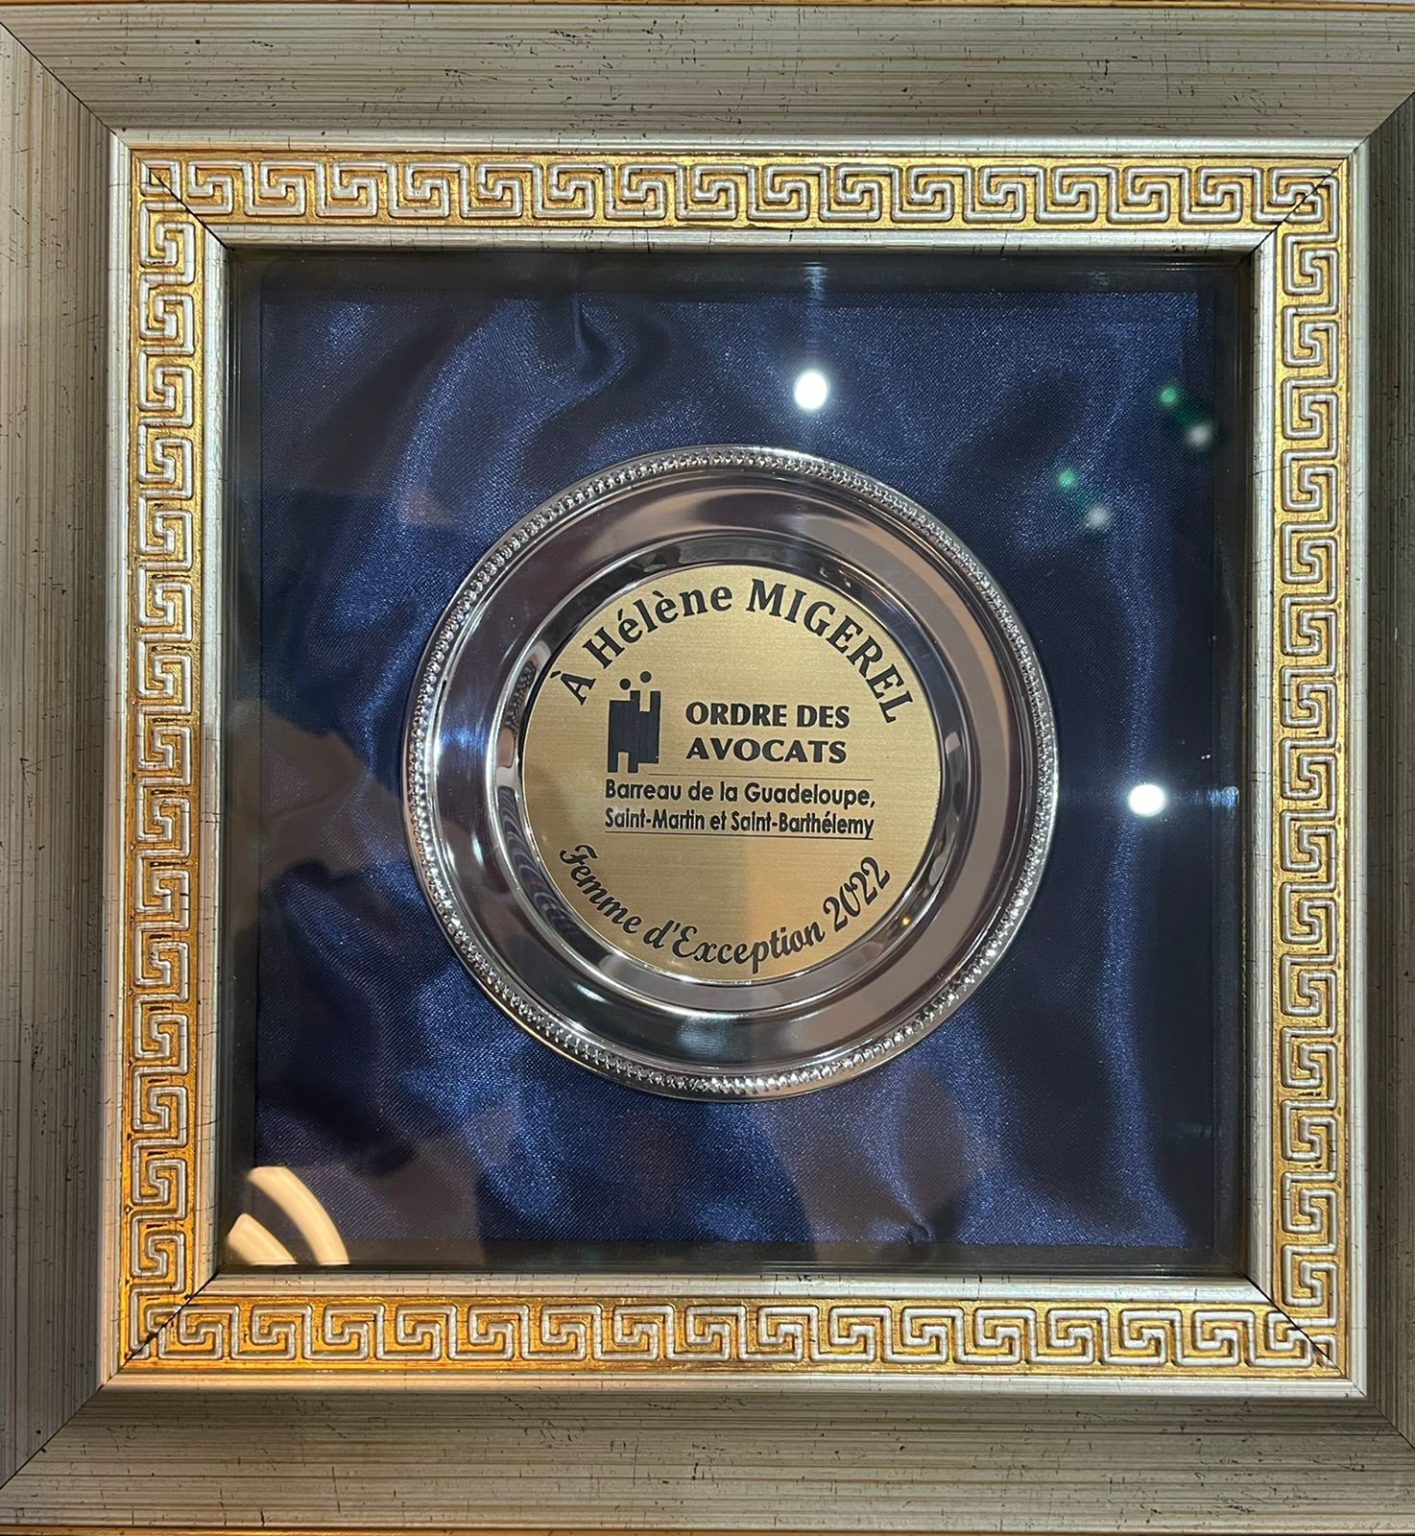 À Hélène MIGEREL
ORDRE DES
AVOCATS
Barreau de la Guadeloupe,
Saint-Martin et Saint-Barthélemy
Femme d'Exception 2022